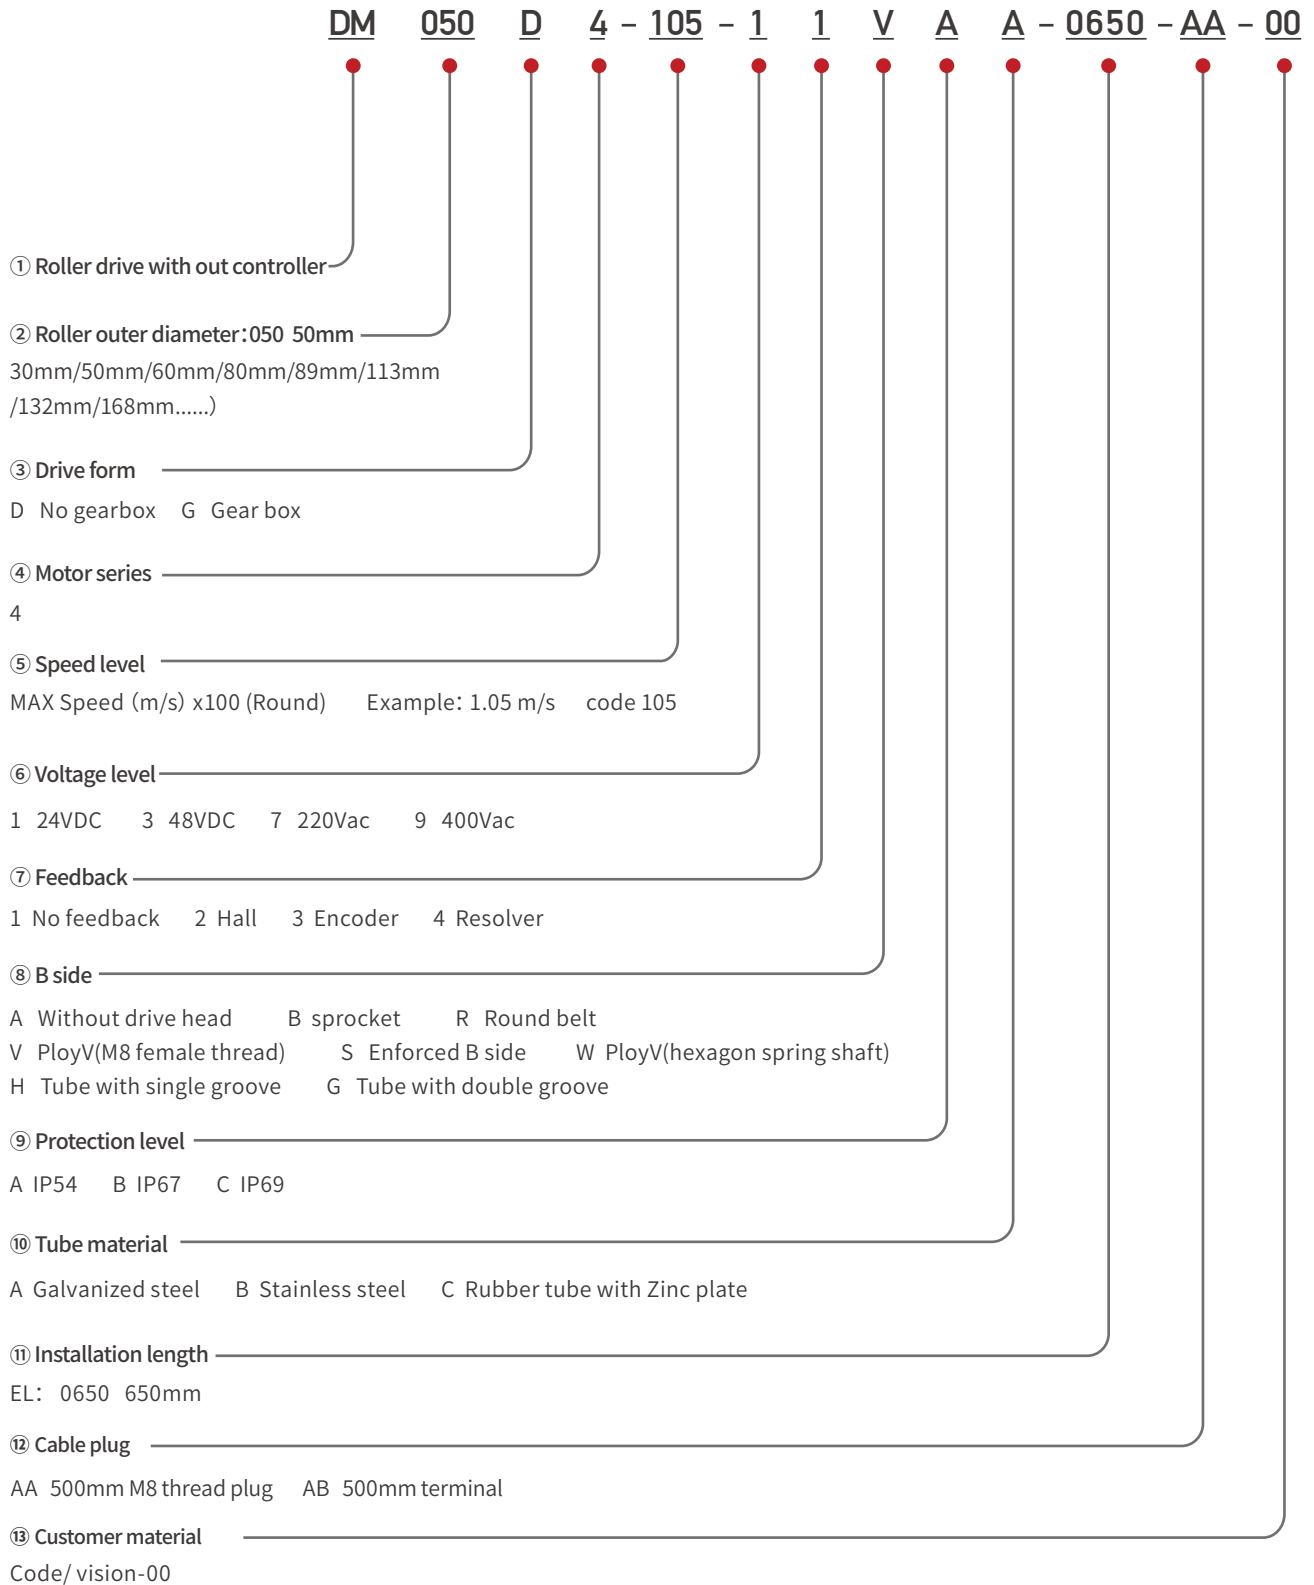 DM 050 D 4 – 105 – 1 1 V A A – 0650 – AA – 00
① Roller drive with out controller
② Roller outer diameter：050 50mm
30mm/50mm/60mm/80mm/89mm/113mm
/132mm/168mm......）
③ Drive form
D No gearbox G Gear box
④ Motor series
4
⑤ Speed level
MAX Speed（m/s）x100 (Round) Example：1.05 m/s code 105
⑥ Voltage level
1 24VDC 3 48VDC 7 220Vac 9 400Vac
⑦ Feedback
1 No feedback 2 Hall 3 Encoder 4 Resolver
⑧ B side
A Without drive head B sprocket R Round belt
V PloyV(M8 female thread) S Enforced B side W PloyV(hexagon spring shaft)
H Tube with single groove G Tube with double groove
⑨ Protection level
A IP54 B IP67 C IP69
⑩ Tube material
A Galvanized steel B Stainless steel C Rubber tube with Zinc plate
⑪ Installation length
EL： 0650 650mm
⑫ Cable plug
AA 500mm M8 thread plug AB 500mm terminal
⑬ Customer material
Code/ vision-00